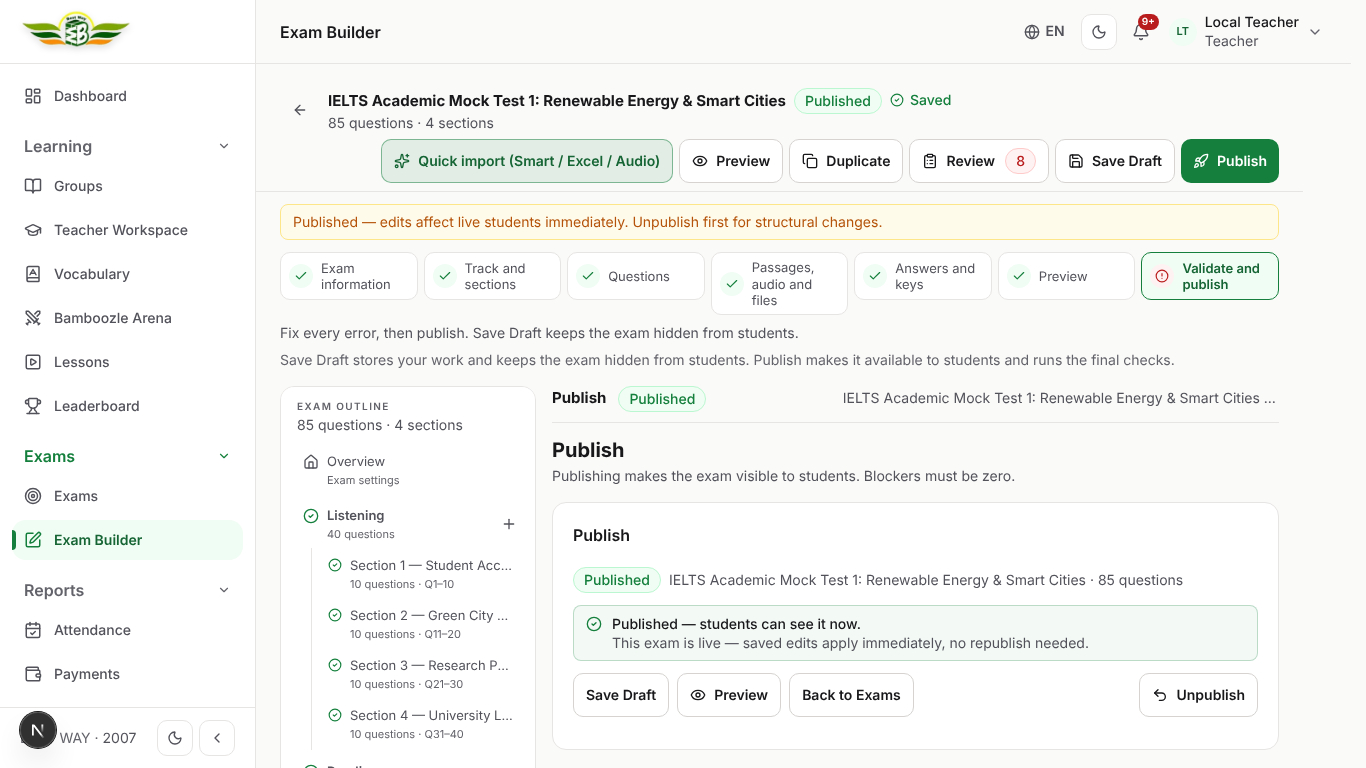 Exam Builder
EN
9+
LT
Local Teacher
Teacher
Dashboard
Learning
Groups
Teacher Workspace
Vocabulary
Bamboozle Arena
Lessons
Leaderboard
Exams
Exams
Exam Builder
Reports
Attendance
Payments
N
WAY · 2007
IELTS Academic Mock Test 1: Renewable Energy & Smart Cities
Published
Saved
85 questions · 4 sections
Quick import (Smart / Excel / Audio)
Preview
Duplicate
Review 8
Save Draft
Publish
Published — edits affect live students immediately. Unpublish first for structural changes.
Exam
information
Track and
sections
Questions
Passages,
audio and
files
Answers and
keys
Preview
Validate and
publish
Fix every error, then publish. Save Draft keeps the exam hidden from students.
Save Draft stores your work and keeps the exam hidden from students. Publish makes it available to students and runs the final checks.
EXAM OUTLINE
85 questions · 4 sections
Overview
Exam settings
Listening
40 questions
Section 1 — Student Acc...
10 questions · Q1–10
Section 2 — Green City ...
10 questions · Q11–20
Section 3 — Research P...
10 questions · Q21–30
Section 4 — University L...
10 questions · Q31–40
Publish
Published
IELTS Academic Mock Test 1: Renewable Energy & Smart Cities ...
Publish
Publishing makes the exam visible to students. Blockers must be zero.
Publish
Published
IELTS Academic Mock Test 1: Renewable Energy & Smart Cities · 85 questions
Published — students can see it now.
This exam is live — saved edits apply immediately, no republish needed.
Save Draft
Preview
Back to Exams
Unpublish